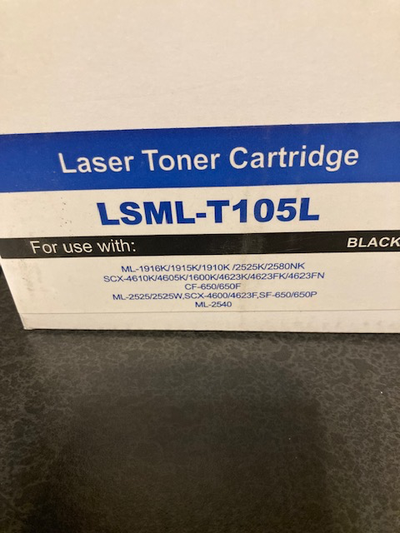 Laser Toner Cartridge
LSML-T105L
For use with: BLACK
ML-1916K/1915K/1910K /2525K/2580NK
SCX-4610K/4605K/1600K/4623K/4623FK/4623FN
CF-650/650F
ML-2525/2525W,SCX-4600/4623F,SF-650/650P
ML-2540